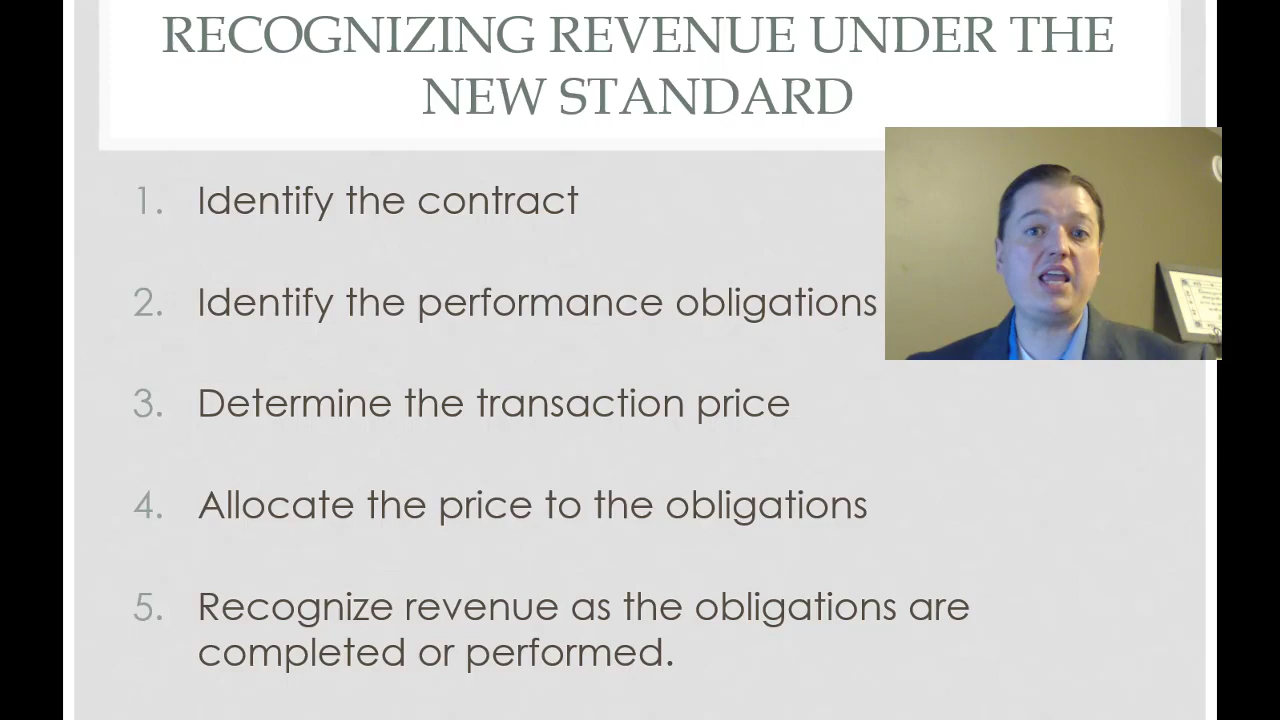 RECOGNIZING REVENUE UNDER THE
NEW STANDARD
1. Identify the contract
2. Identify the performance obligations
3. Determine the transaction price
4. Allocate the price to the obligations
5. Recognize revenue as the obligations are
completed or performed.